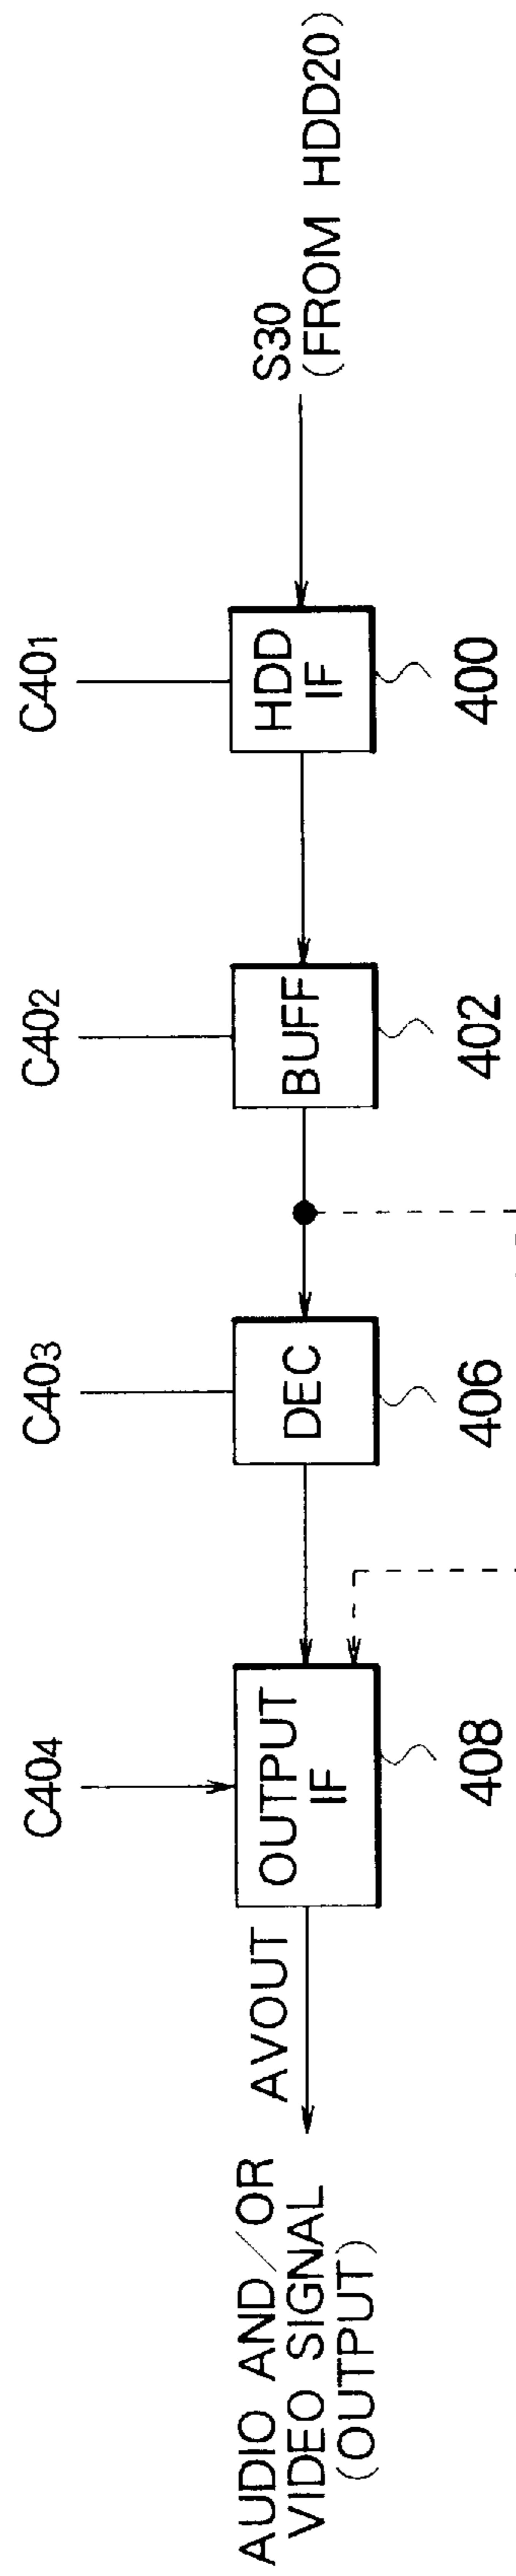 C401
C402
C403
C404
S30
(FROM HDD20)
HDD
IF
400
BUFF
402
DEC
406
OUTPUT
IF
408
AVOUT
AUDIO AND/OR
VIDEO SIGNAL
(OUTPUT)